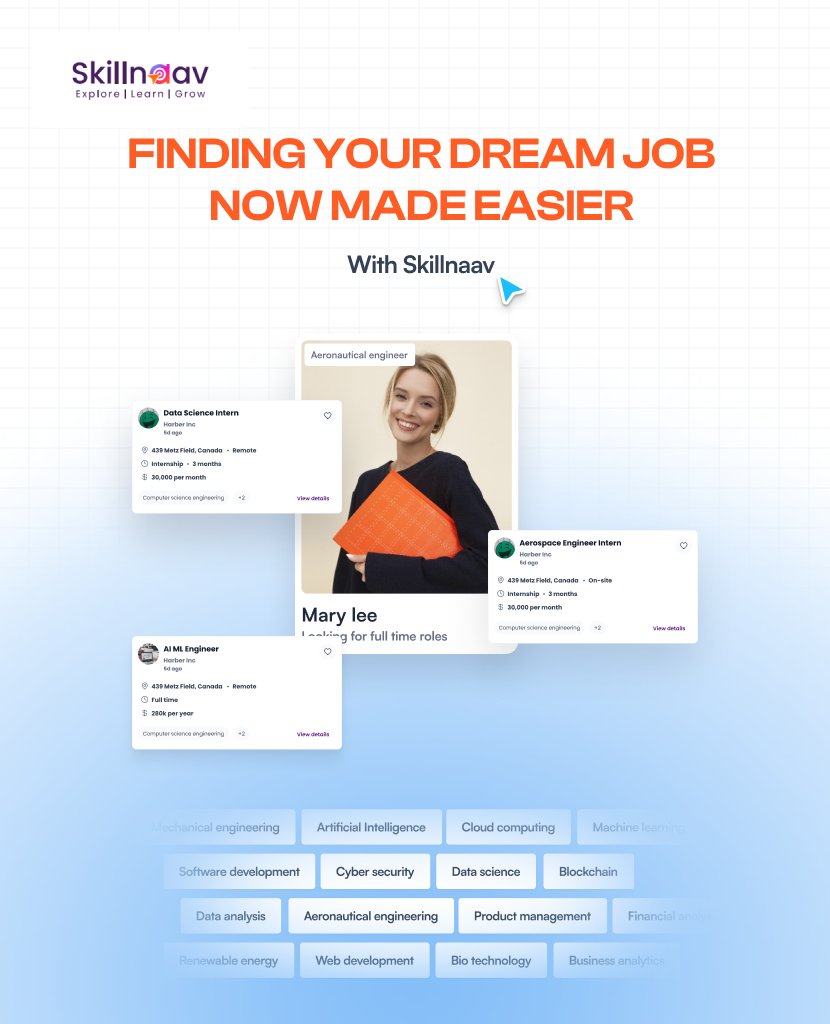 Skillnaav
Explore | Learn | Grow
FINDING YOUR DREAM JOB
NOW MADE EASIER
With Skillnaav
Aeronautical engineer
Data Science Intern
Harber Inc
5d ago
439 Metz Field, Canada • Remote
Internship • 3 months
$ 30,000 per month
Computer science engineering +2 View details
Aerospace Engineer Intern
Harber Inc
5d ago
439 Metz Field, Canada • On-site
Internship • 3 months
$ 30,000 per month
Computer science engineering +2 View details
Mary lee
Looking for full time roles
AI ML Engineer
Harber Inc
5d ago
439 Metz Field, Canada • Remote
Full time
$ 280k per year
Computer science engineering +2 View details
Mechanical engineering Artificial Intelligence Cloud computing Machine learning
Software development Cyber security Data science Blockchain
Data analysis Aeronautical engineering Product management Financial
Renewable energy Web development Bio technology Business analytics